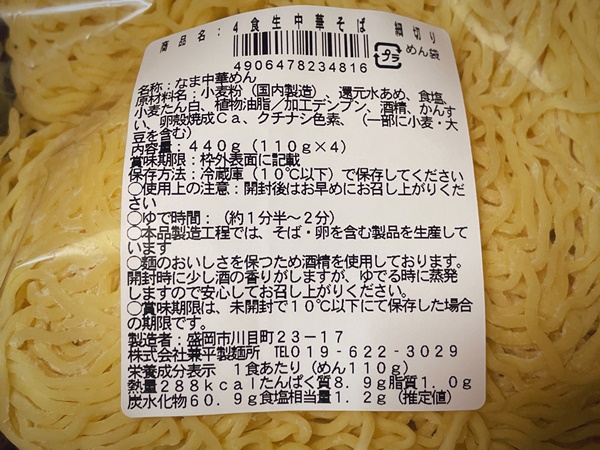 商品名：4食生中華そば 細切り
4906478234816
プラ めん袋
名称：なま中華めん
原材料名：小麦粉（国内製造）、還元水あめ、食塩、
小麦たん白、植物油脂／加工デンプン、酒精、かんす
い、卵殻焼成Ｃａ、クチナシ色素、（一部に小麦・大
豆を含む）
内容量：４４０ｇ（１１０ｇ×４）
賞味期限：枠外表面に記載
保存方法：冷蔵庫（１０℃以下）で保存してください
○使用上の注意：開封後はお早めにお召し上がりくだ
さい
○ゆで時間：（約１分半～２分）
○本品製造工程では、そば・卵を含む製品を生産して
います
○麺のおいしさを保つため酒精を使用しております。
開封時に少し酒の香りがしますが、ゆでる時に蒸発
しますので安心してお召し上がりください。
○賞味期限は、未開封で１０℃以下にて保存した場合
の期限です。
製造者：盛岡市川目町２３－１７
株式会社兼平製麺所 ℡０１９－６２２－３０２９
栄養成分表示 １食あたり（めん１１０ｇ）
熱量２８８ｋｃａｌたんぱく質８．９ｇ脂質１．０ｇ
炭水化物６０．９ｇ食塩相当量１．２ｇ（推定値）